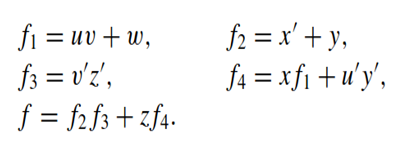 f₁ = uv + w, f₂ = x′ + y,
f₃ = v′z′, f₄ = xf₁ + u′y′,
f = f₂f₃ + zf₄.